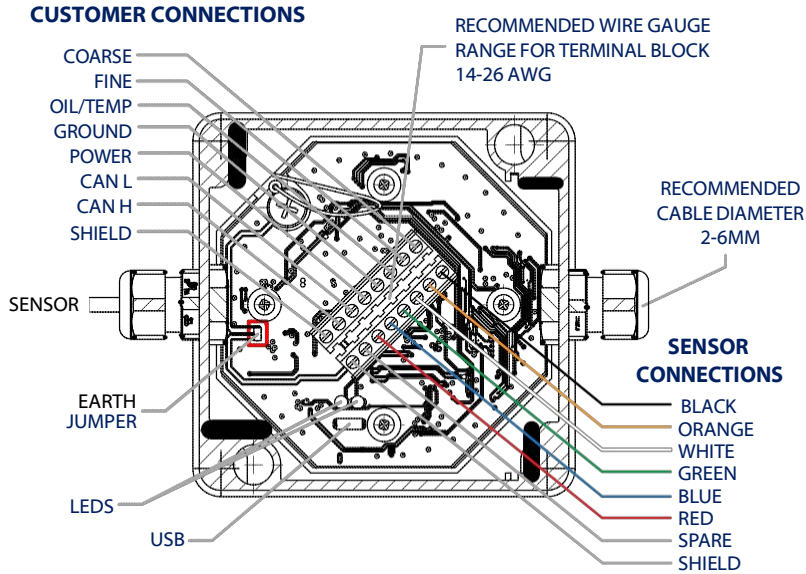 CUSTOMER CONNECTIONS
COARSE
FINE
OIL/TEMP
GROUND
POWER
CAN L
CAN H
SHIELD
RECOMMENDED WIRE GAUGE
RANGE FOR TERMINAL BLOCK
14-26 AWG
RECOMMENDED
CABLE DIAMETER
2-6MM
SENSOR
EARTH
JUMPER
LEDS
USB
SENSOR
CONNECTIONS
BLACK
ORANGE
WHITE
GREEN
BLUE
RED
SPARE
SHIELD